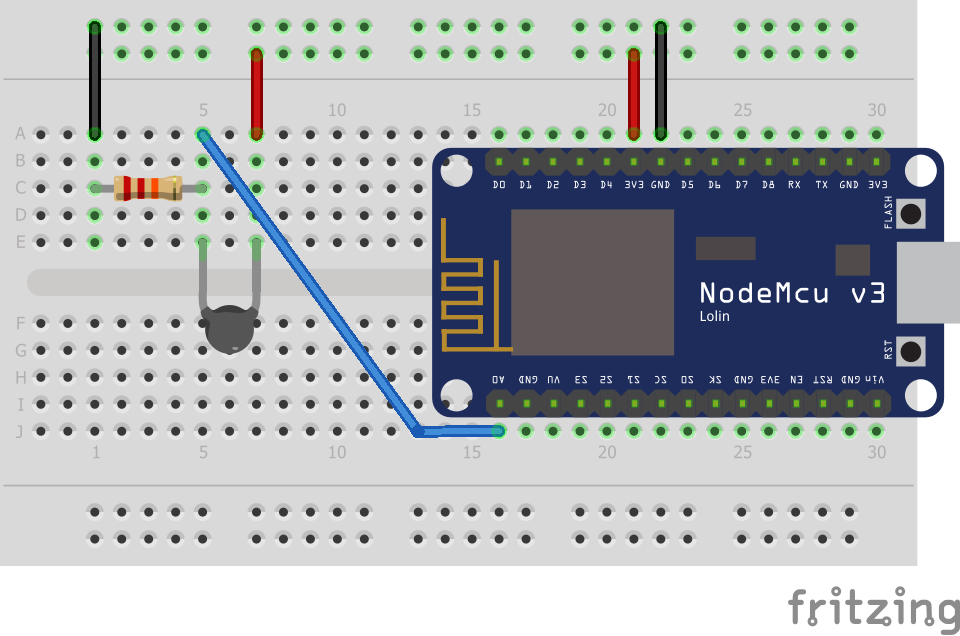 5 10 15 20 25 30
A
B
C
D0 D1 D2 D3 D4 3V3 GND D5 D6 D7 D8 RX TX GND 3V3
D
FLASH
E
NodeMcu v3
Lolin
F
G
RST
H
A0 GND VU S3 S2 S1 SC S0 SK GND 3V3 EN RST GND Vin
I
J
1 5 10 15 20 25 30
fritzing